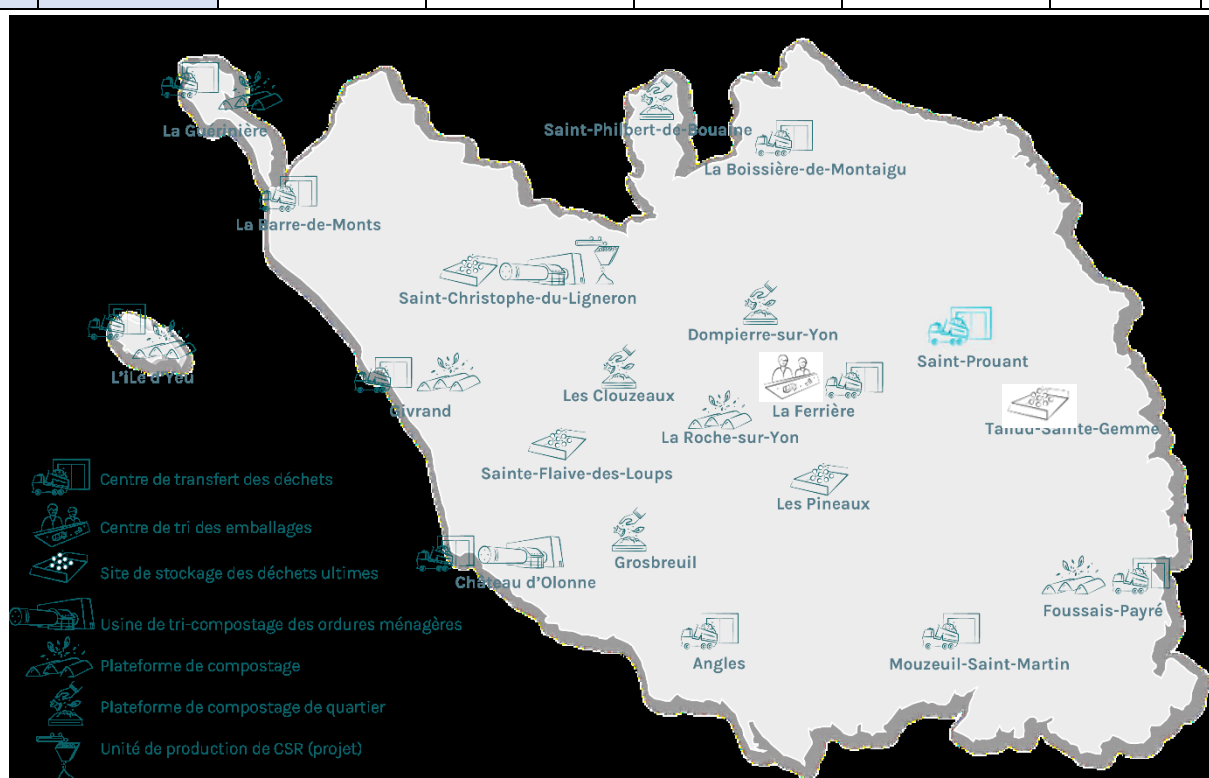 La Guérinière
Saint-Philbert-de-Bouaine
La Boissière-de-Montaigu
La Barre-de-Monts
Saint-Christophe-du-Ligneron
Dompierre-sur-Yon
Saint-Prouant
L'iLe d'Yeu
Givrand
Les Clouzeaux
La Ferrière
La Roche-sur-Yon
Tallud-Sainte-Gemme
Sainte-Flaive-des-Loups
Les Pineaux
Centre de transfert des déchets
Centre de tri des emballages
Site de stockage des déchets ultimes
Usine de tri-compostage des ordures ménagères
Plateforme de compostage
Plateforme de compostage de quartier
Unité de production de CSR (projet)
Grosbreuil
Château d'Olonne
Foussais-Payré
Angles
Mouzeuil-Saint-Martin